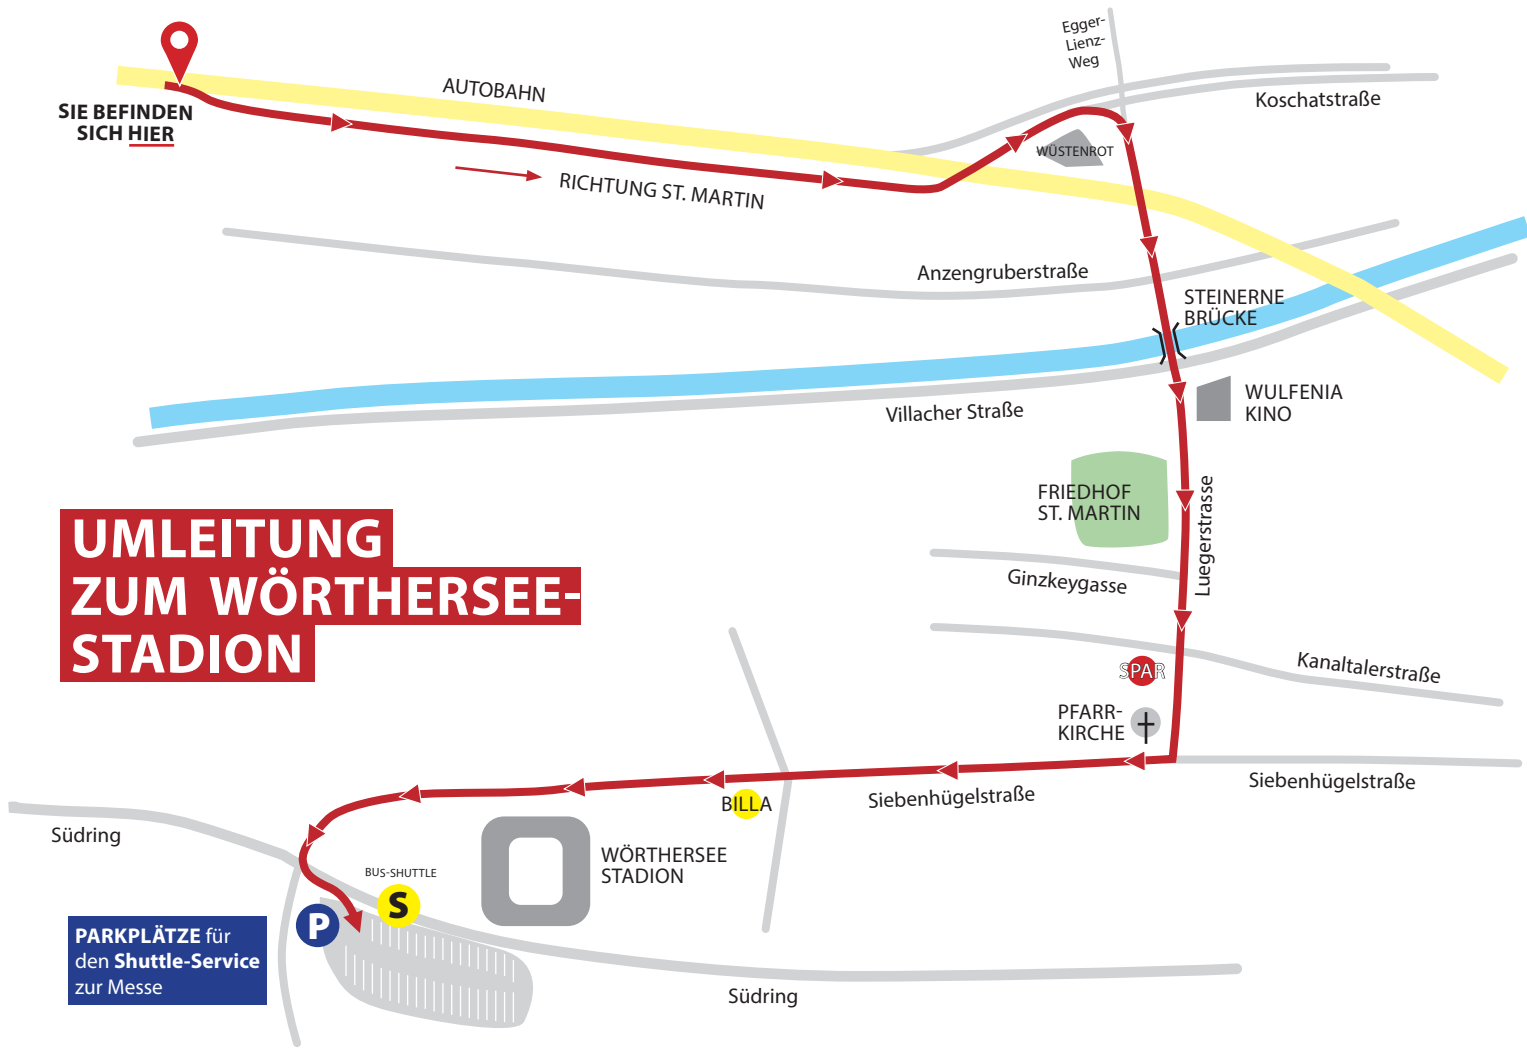 Egger-
Lienz-
Weg
AUTOBAHN
Koschatstraße
SIE BEFINDEN
SICH HIER
WÜSTENROT
RICHTUNG ST. MARTIN
Anzengruberstraße
STEINERNE
BRÜCKE
WULFENIA
KINO
Villacher Straße
FRIEDHOF
ST. MARTIN
Luegerstrasse
Ginzkeygasse
UMLEITUNG
ZUM WÖRTHERSEE-
STADION
SPAR
Kanaltalerstraße
PFARR-
KIRCHE
Siebenhügelstraße
Siebenhügelstraße
BILLA
Südring
WÖRTHERSEE
STADION
BUS-SHUTTLE
S
P
PARKPLÄTZE für
den Shuttle-Service
zur Messe
Südring